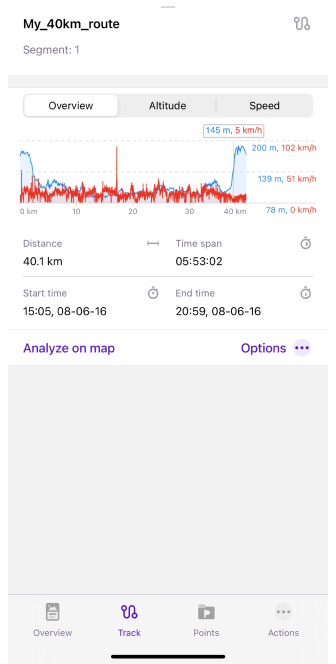 My_40km_route
Segment: 1
Overview Altitude Speed
145 m, 5 km/h
200 m, 102 km/h
139 m, 51 km/h
78 m, 0 km/h
0 km 10 20 30 40 km
Distance Time span
40.1 km 05:53:02
Start time End time
15:05, 08-06-16 20:59, 08-06-16
Analyze on map Options
Overview Track Points Actions